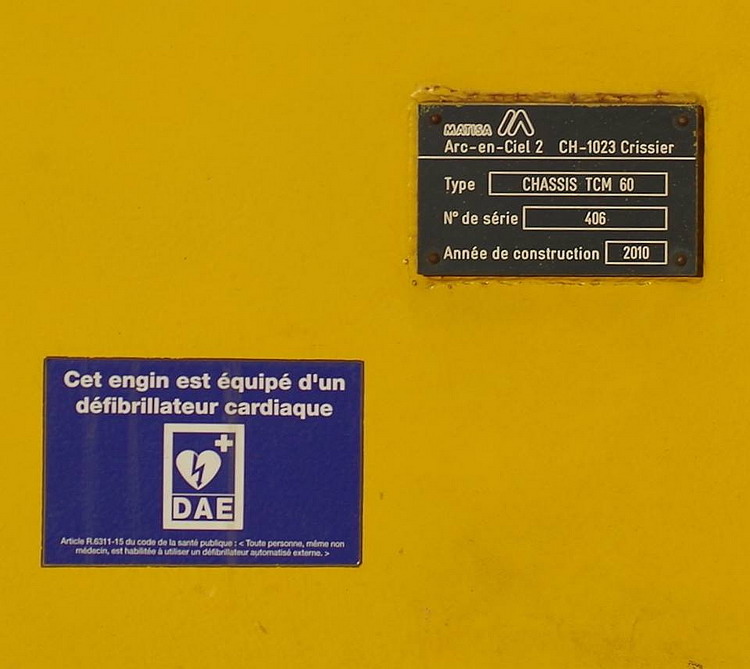 MATISA
Arc-en-Ciel 2 CH-1023 Crissier
Type CHASSIS TCM 60
N° de série 406
Année de construction 2010
Cet engin est équipé d'un
défibrillateur cardiaque
DAE
Article R.6311-15 du code de la santé publique : < Toute personne, même non
médecin, est habilitée à utiliser un défibrillateur automatisé externe. >